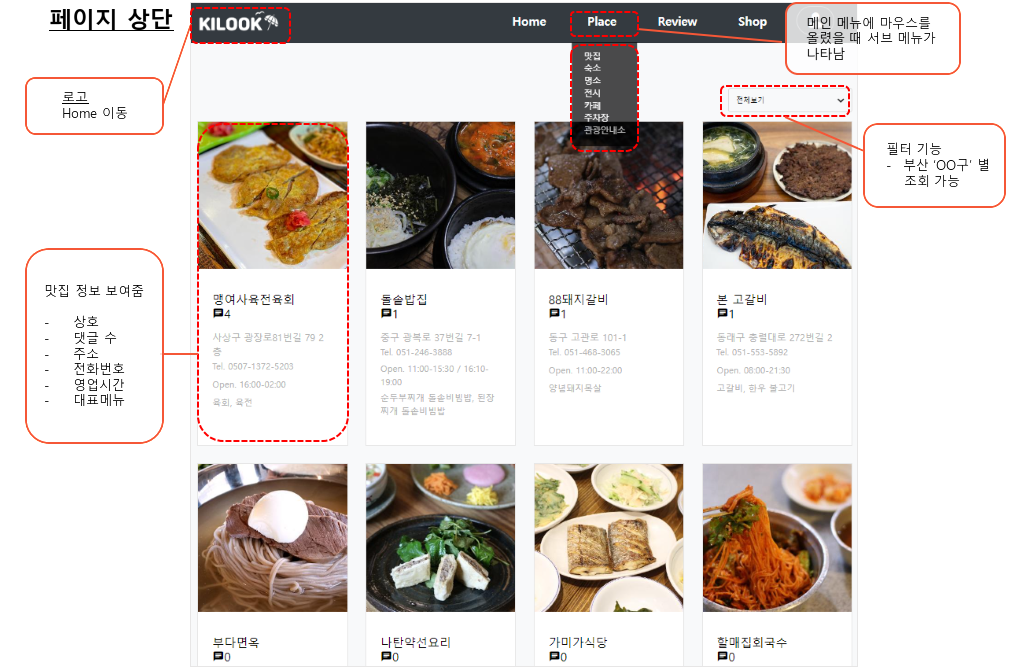 페이지 상단
KILOOK
Home
Place
Review
Shop
메인 메뉴에 마우스를
올렸을 때 서브 메뉴가
나타남
맛집
숙소
명소
전시
카페
주차장
관광안내소
로고
Home 이동
전체보기
필터 기능
- 부산 'OO구' 별
조회 가능
맛집 정보 보여줌
- 상호
- 댓글 수
- 주소
- 전화번호
- 영업시간
- 대표메뉴
맹여사육전육회
4
사상구 광장로81번길 79 2
층
Tel. 0507-1372-5203
Open. 16:00-02:00
육회, 육전
돌솥밥집
1
중구 광복로 37번길 7-1
Tel. 051-246-3888
Open. 11:00-15:30 / 16:10-
19:00
순두부찌개 돌솥비빔밥, 된장
찌개 돌솥비빔밥
88돼지갈비
1
동구 고관로 101-1
Tel. 051-468-3065
Open. 11:00-22:00
양념돼지목살
본 고갈비
1
동래구 충렬대로 272번길 2
Tel. 051-553-5892
Open. 08:00-21:30
고갈비, 한우 불고기
부다면옥
0
나탄약선요리
0
가미가식당
0
할매집회국수
0